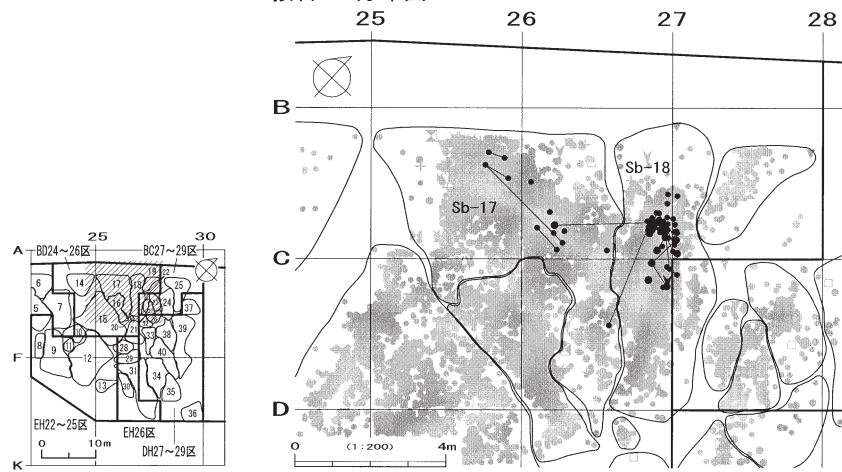 25 26 27 28
B
Sb-18
Sb-17
C
D
0 (1:200) 4m
25 30
A
BD24～26区 BC27～29区
6 14 17 18 19 22 25
5 7 16 24 37
15
20 21 33 38 39
8 9 10 11 12
F
28 29 40
13 30 31 34 35
36
EH22～25区
0 10m
EH26区
DH27～29区
K